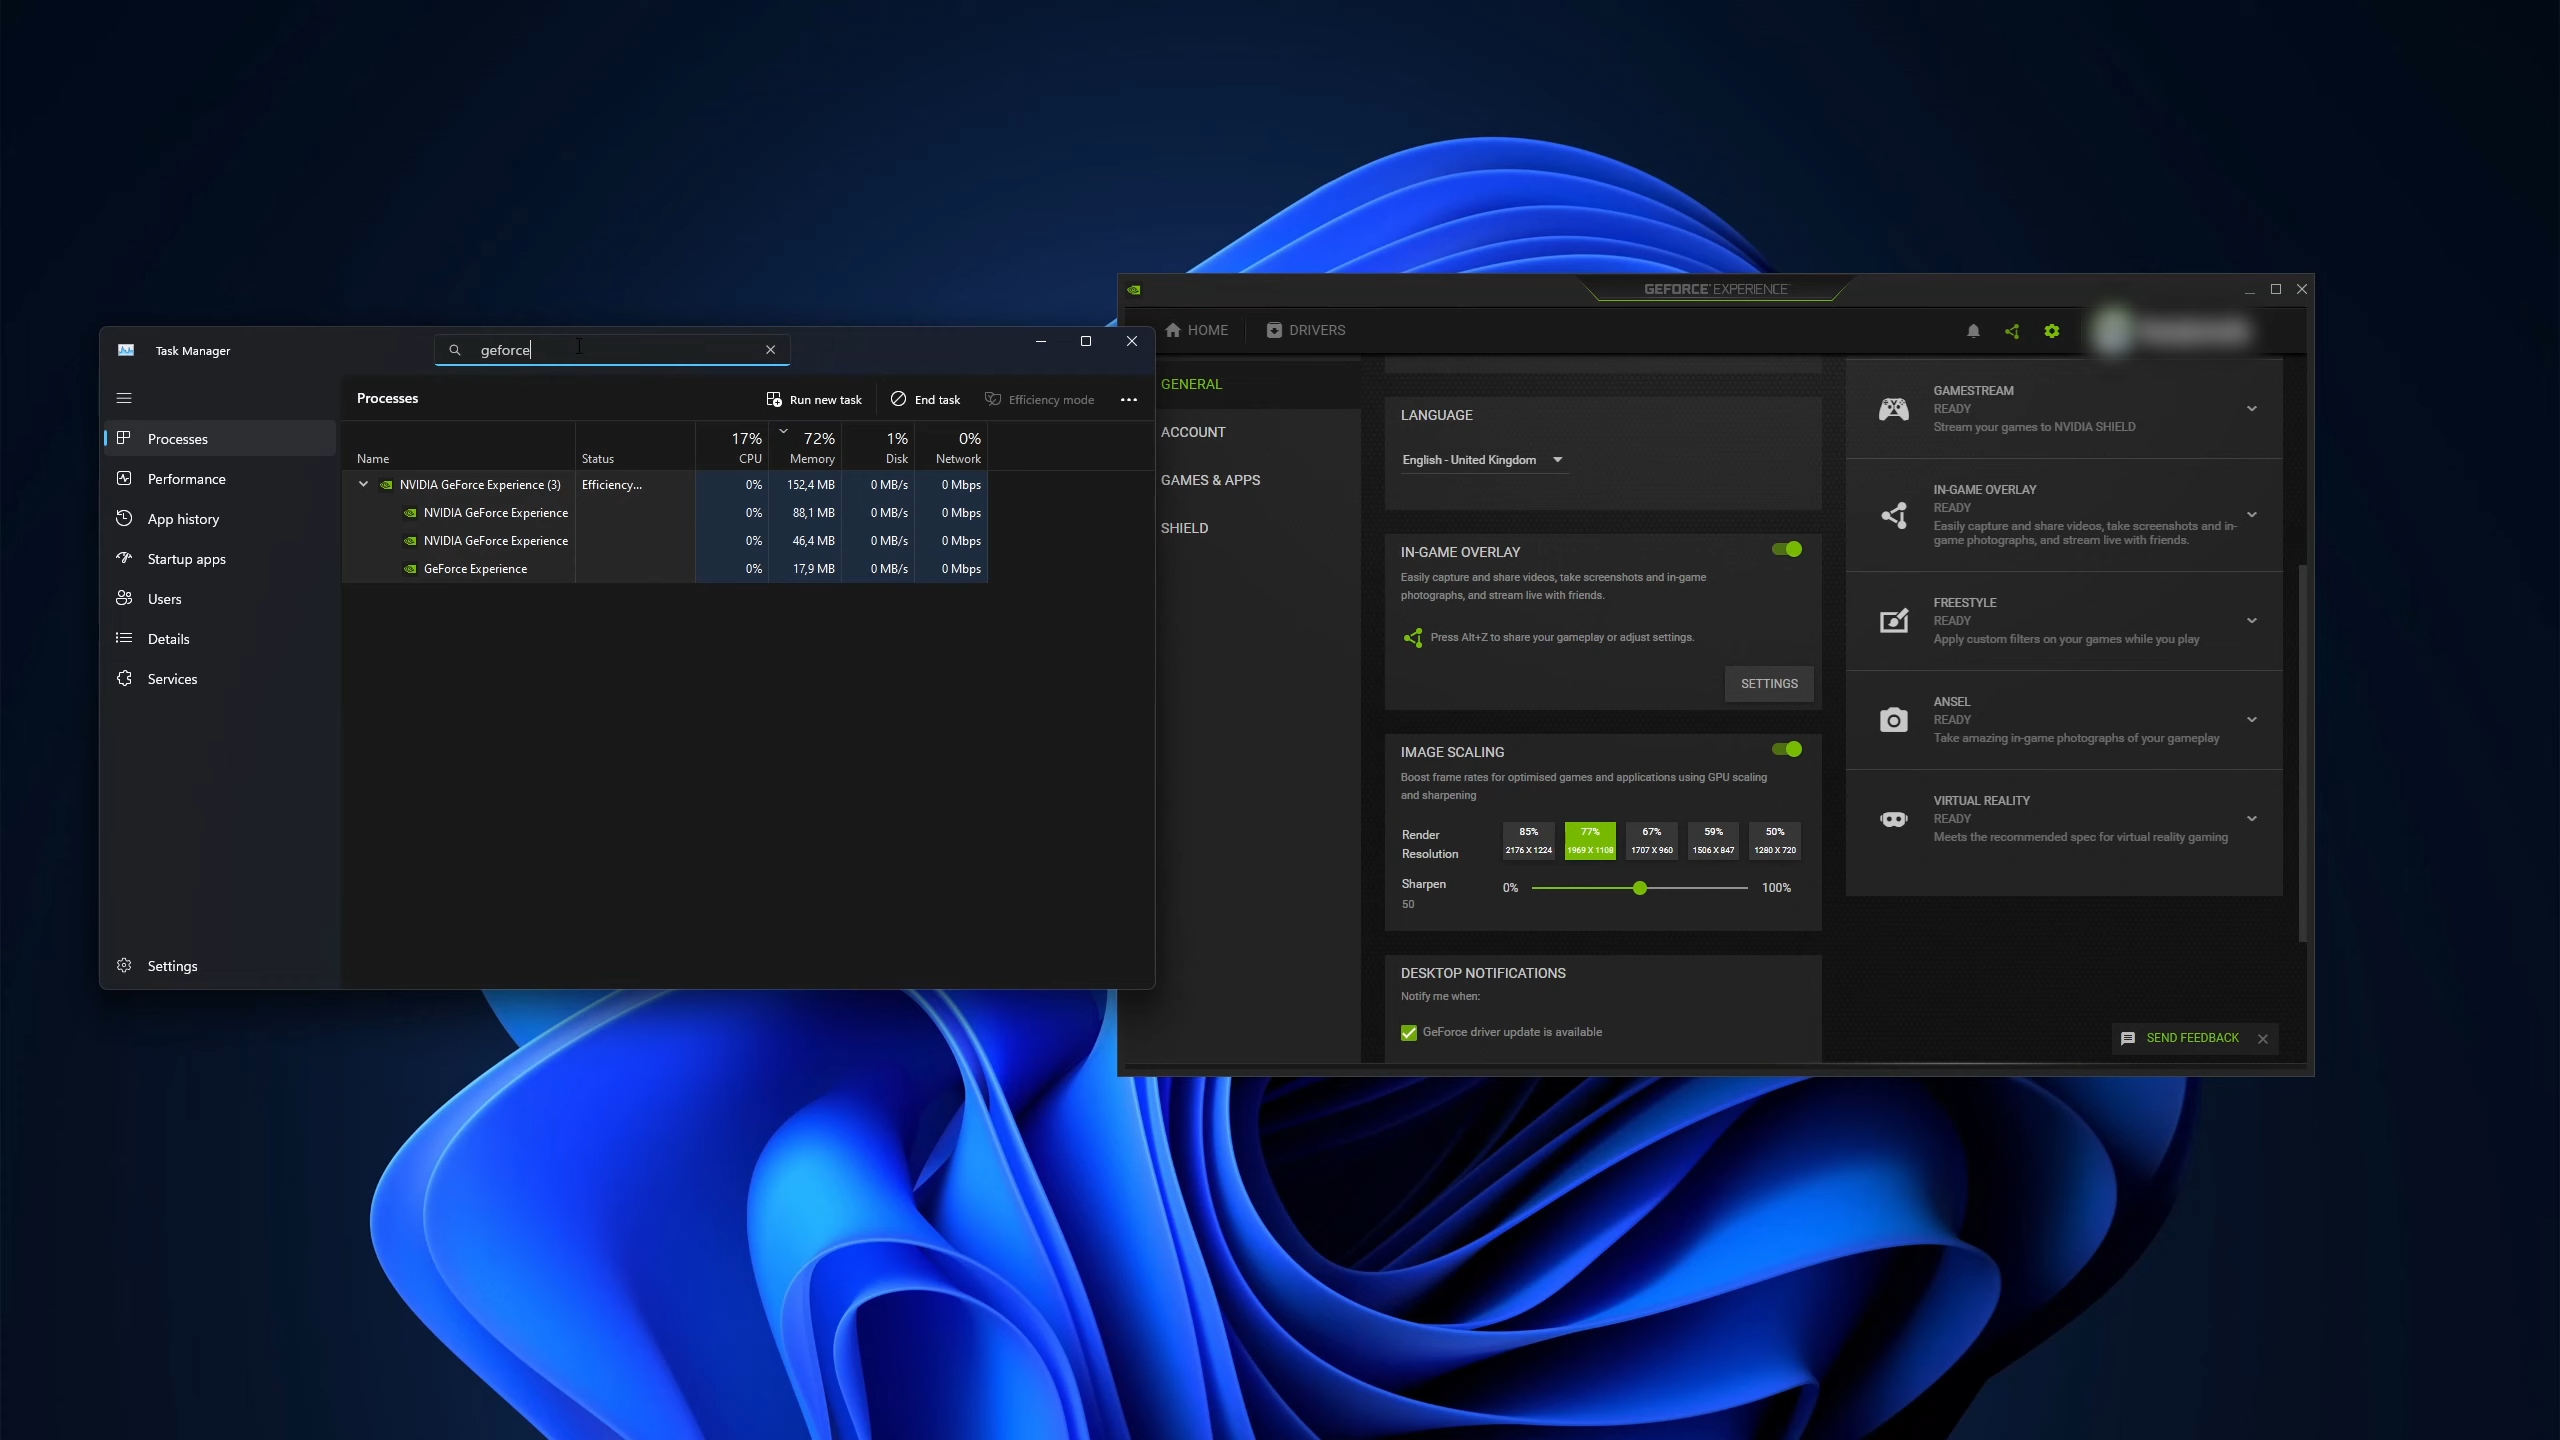 Task Manager
geforce
Processes
Run new task
End task
Efficiency mode
Processes
Performance
App history
Startup apps
Users
Details
Services
Settings
17% 72% 1% 0%
Name Status CPU Memory Disk Network
NVIDIA GeForce Experience (3) Efficiency... 0% 152,4 MB 0 MB/s 0 Mbps
NVIDIA GeForce Experience 0% 88,1 MB 0 MB/s 0 Mbps
NVIDIA GeForce Experience 0% 46,4 MB 0 MB/s 0 Mbps
GeForce Experience 0% 17,9 MB 0 MB/s 0 Mbps
GEFORCE EXPERIENCE
HOME
DRIVERS
GENERAL
ACCOUNT
GAMES & APPS
SHIELD
LANGUAGE
English - United Kingdom
IN-GAME OVERLAY
Easily capture and share videos, take screenshots and in-game
photographs, and stream live with friends.
Press Alt+Z to share your gameplay or adjust settings.
SETTINGS
IMAGE SCALING
Boost frame rates for optimised games and applications using GPU scaling
and sharpening
Render
Resolution
85% 77% 67% 59% 50%
2176 X 1224 1969 X 1108 1707 X 960 1506 X 847 1280 X 720
Sharpen
50
0% 100%
DESKTOP NOTIFICATIONS
Notify me when:
GeForce driver update is available
GAMESTREAM
READY
Stream your games to NVIDIA SHIELD
IN-GAME OVERLAY
READY
Easily capture and share videos, take screenshots and in-
game photographs, and stream live with friends.
FREESTYLE
READY
Apply custom filters on your games while you play
ANSEL
READY
Take amazing in-game photographs of your gameplay
VIRTUAL REALITY
READY
Meets the recommended spec for virtual reality gaming
SEND FEEDBACK